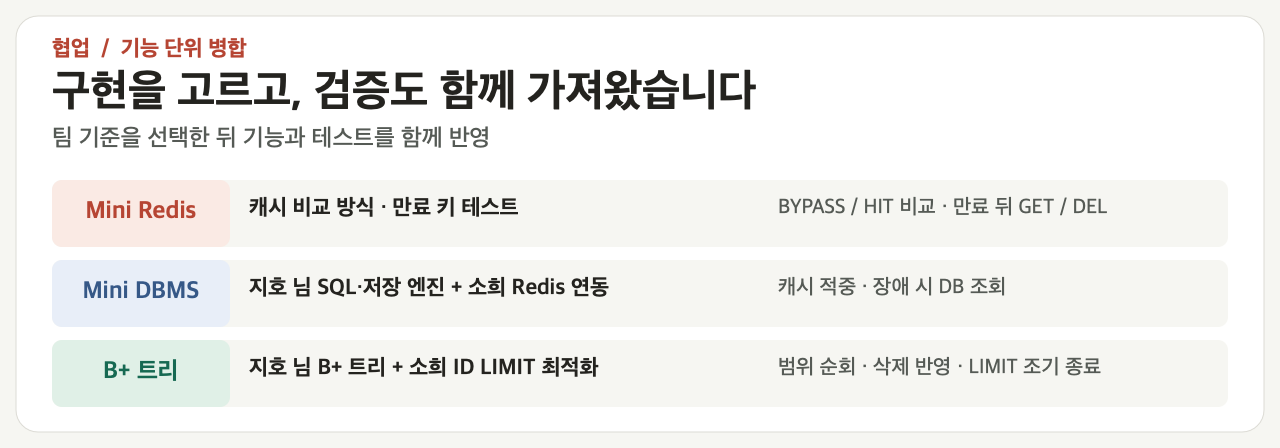 협업 / 기능 단위 병합
구현을 고르고, 검증도 함께 가져왔습니다
팀 기준을 선택한 뒤 기능과 테스트를 함께 반영
Mini Redis 캐시 비교 방식 · 만료 키 테스트 BYPASS / HIT 비교 · 만료 뒤 GET / DEL
Mini DBMS 지호 님 SQL·저장 엔진 + 소희 Redis 연동 캐시 적중 · 장애 시 DB 조회
B+ 트리 지호 님 B+ 트리 + 소희 ID LIMIT 최적화 범위 순회 · 삭제 반영 · LIMIT 조기 종료